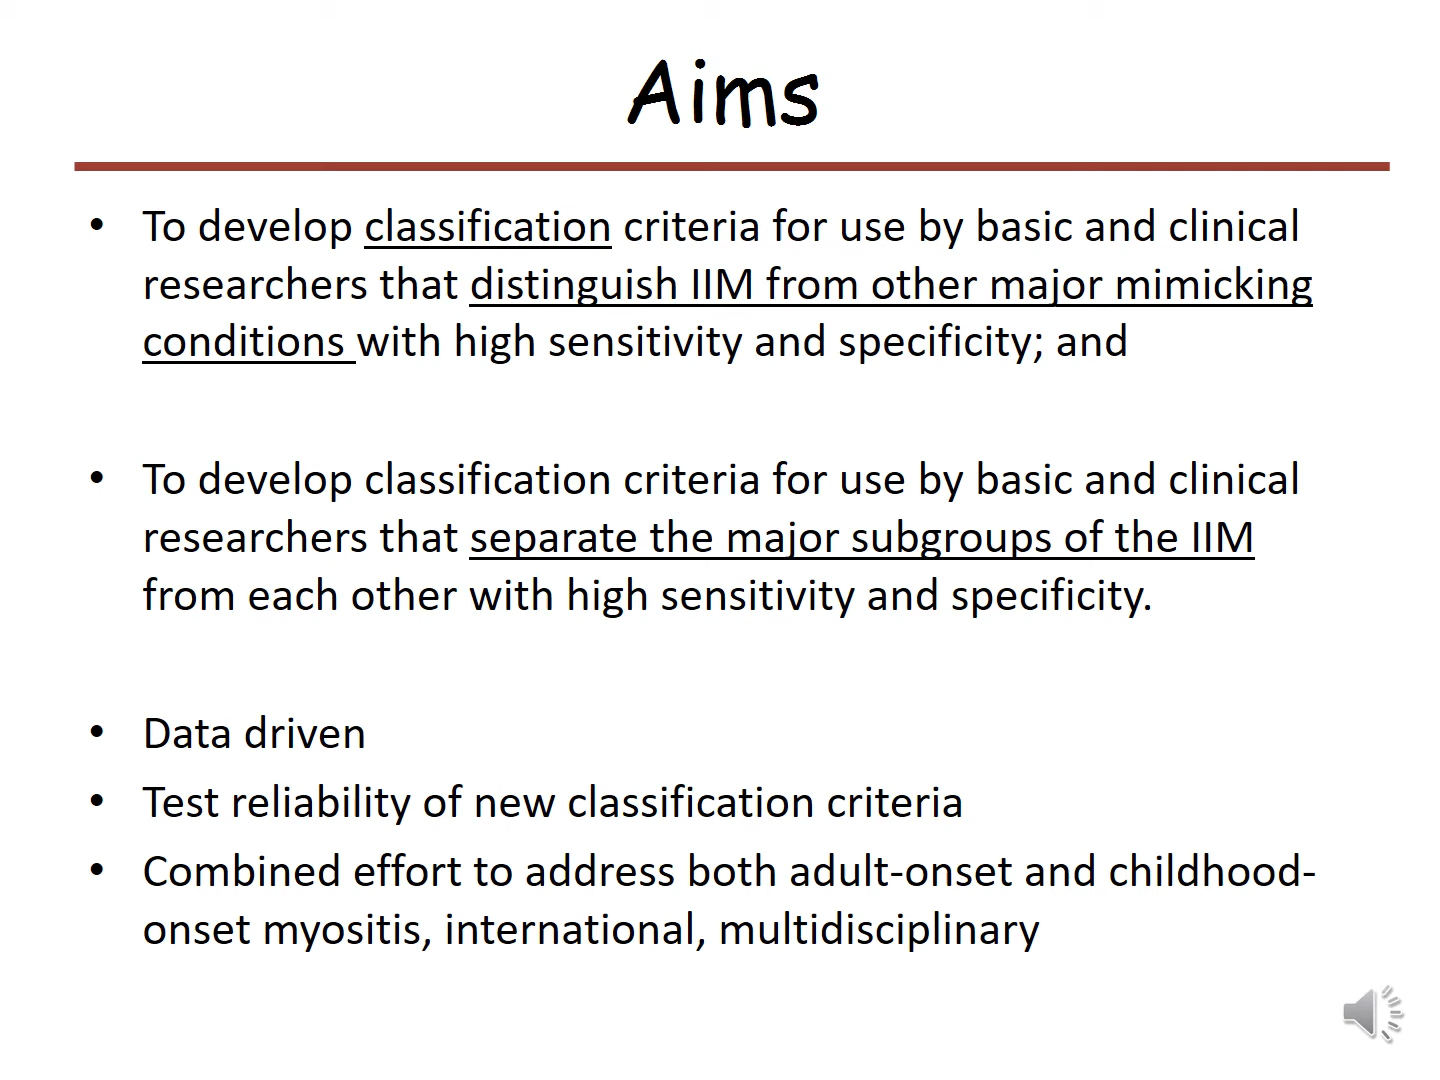 Aims
• To develop classification criteria for use by basic and clinical
researchers that distinguish IIM from other major mimicking
conditions with high sensitivity and specificity; and
• To develop classification criteria for use by basic and clinical
researchers that separate the major subgroups of the IIM
from each other with high sensitivity and specificity.
• Data driven
• Test reliability of new classification criteria
• Combined effort to address both adult-onset and childhood-
onset myositis, international, multidisciplinary